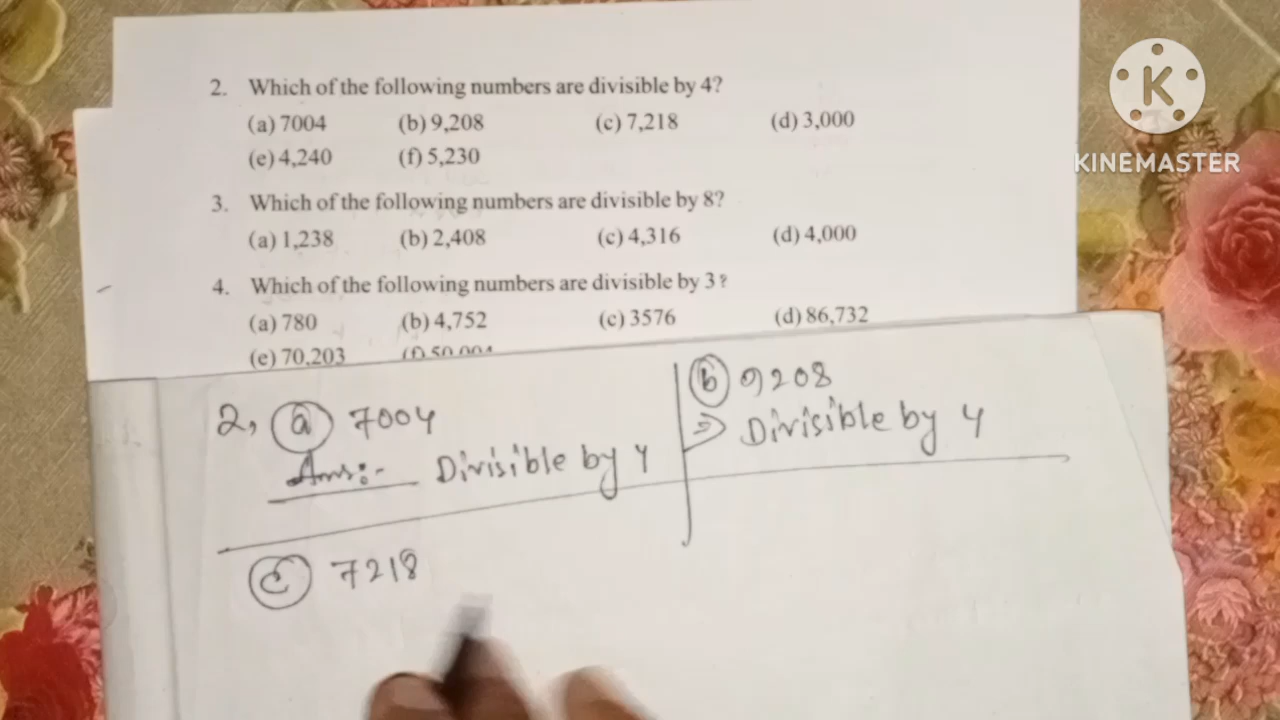 2. Which of the following numbers are divisible by 4?
(a) 7004 (b) 9,208 (c) 7,218 (d) 3,000
(e) 4,240 (f) 5,230
3. Which of the following numbers are divisible by 8?
(a) 1,238 (b) 2,408 (c) 4,316 (d) 4,000
4. Which of the following numbers are divisible by 3?
(a) 780 (b) 4,752 (c) 3576 (d) 86,732
(e) 70,203 (f) 50,004
2, (a) 7004
Ans:- Divisible by 4
(b) 9208
=> Divisible by 4
(c) 7218
K
KINEMASTER